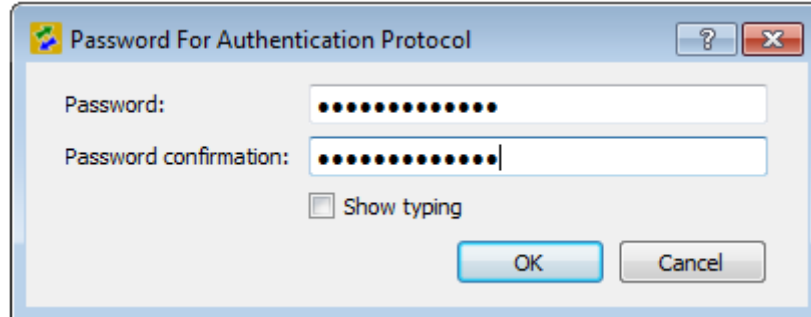 Password For Authentication Protocol
Password: ●●●●●●●●●●●●●
Password confirmation: ●●●●●●●●●●●●●
Show typing
OK Cancel